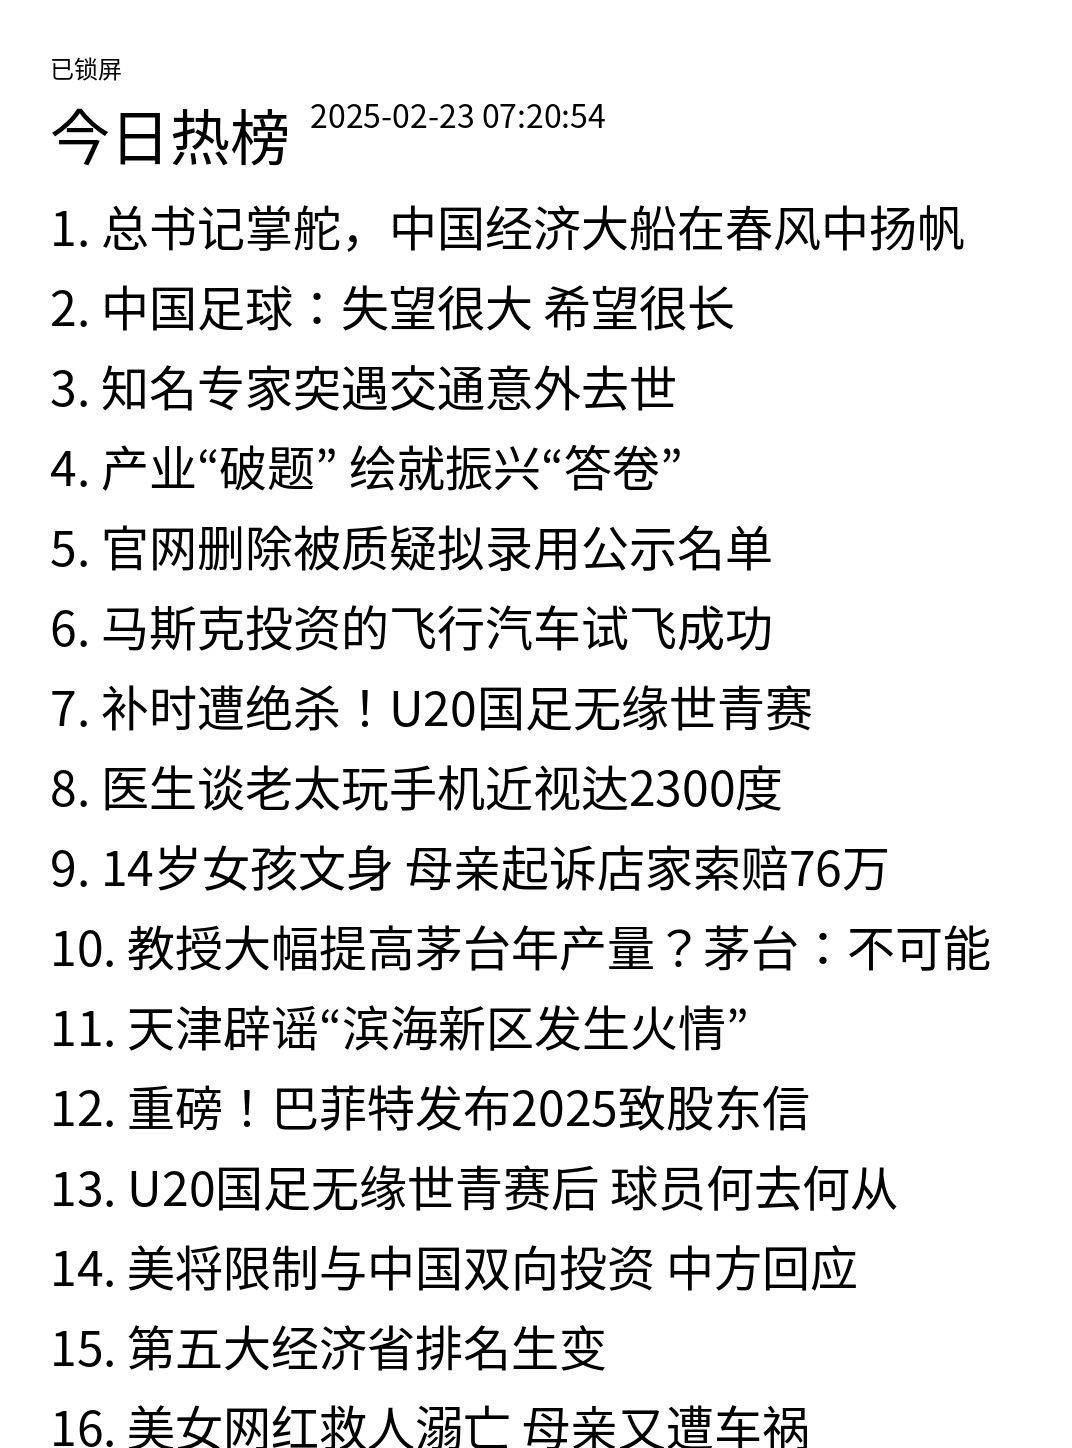 已锁屏
今日热榜 2025-02-23 07:20:54
1. 总书记掌舵，中国经济大船在春风中扬帆
2. 中国足球：失望很大 希望很长
3. 知名专家突遇交通意外去世
4. 产业“破题” 绘就振兴“答卷”
5. 官网删除被质疑拟录用公示名单
6. 马斯克投资的飞行汽车试飞成功
7. 补时遭绝杀！U20国足无缘世青赛
8. 医生谈老太玩手机近视达2300度
9. 14岁女孩文身 母亲起诉店家索赔76万
10. 教授大幅提高茅台年产量？茅台：不可能
11. 天津辟谣“滨海新区发生火情”
12. 重磅！巴菲特发布2025致股东信
13. U20国足无缘世青赛后 球员何去何从
14. 美将限制与中国双向投资 中方回应
15. 第五大经济省排名生变
16. 美女网红救人溺亡 母亲又遭车祸